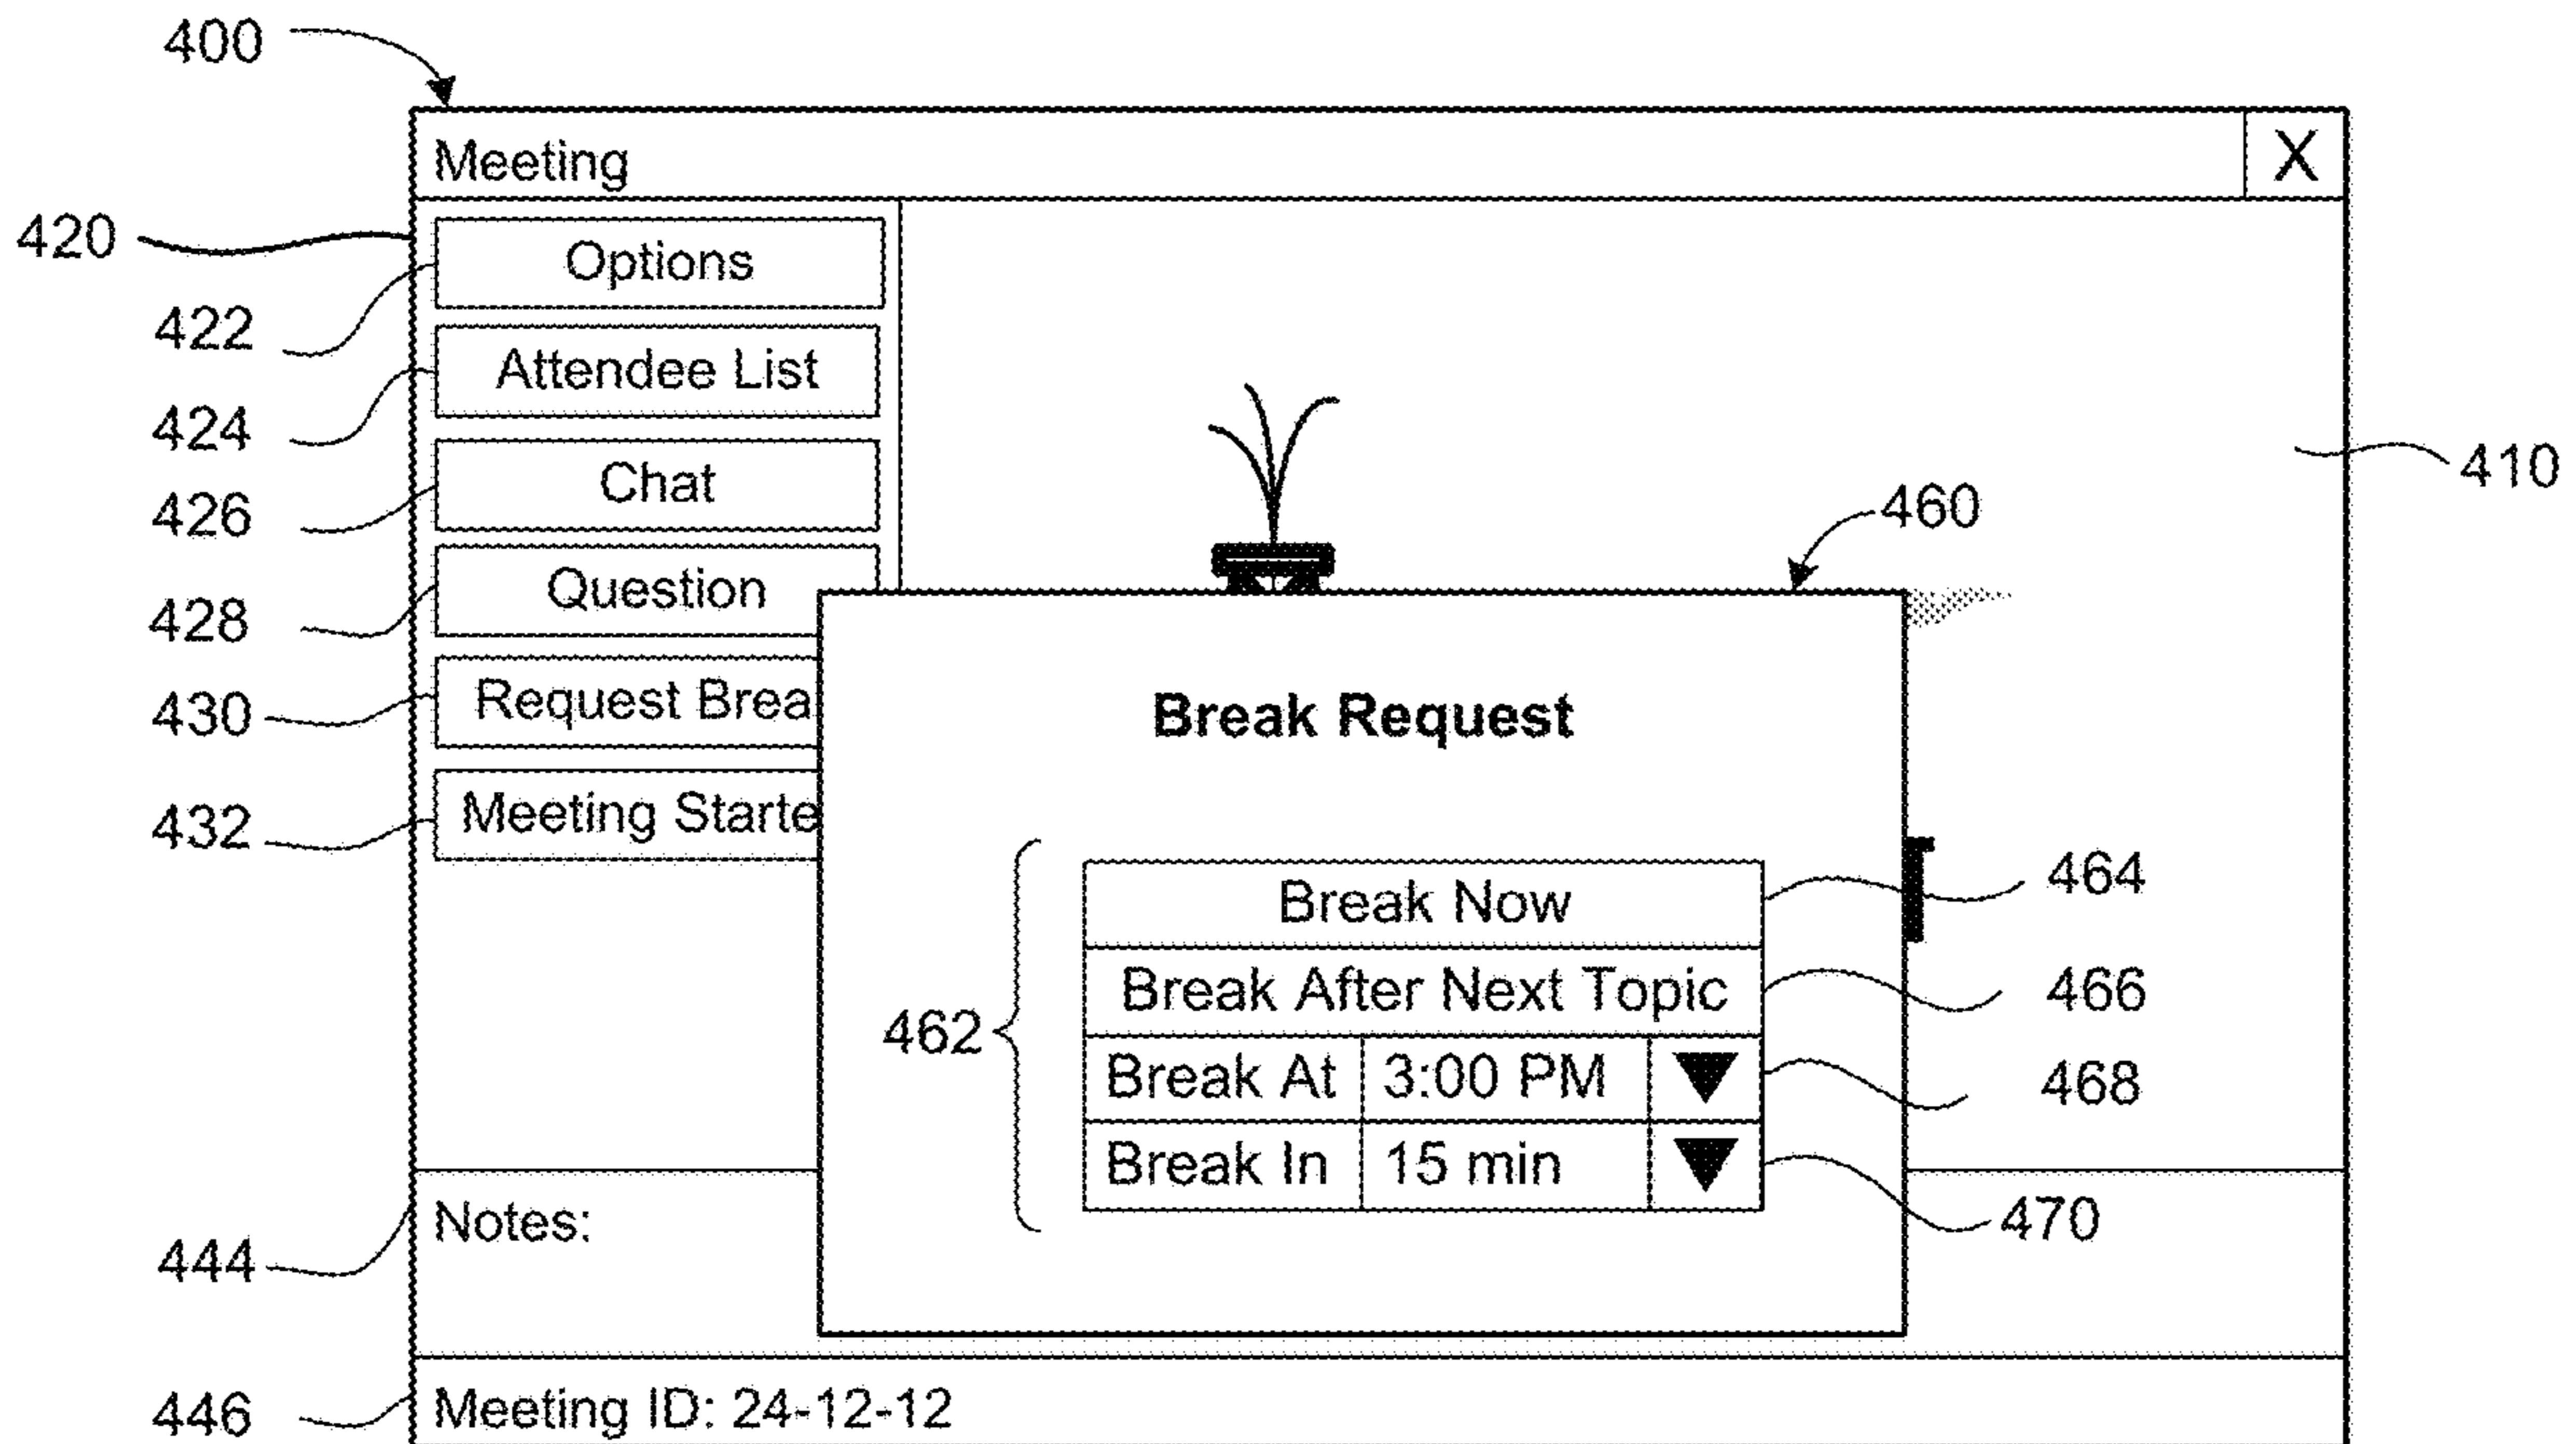 400
Meeting X
420
Options
422
Attendee List
424
Chat
426
410
460
Question
428
Request Brea
430
Break Request
Meeting Starte
432
Break Now
464
Break After Next Topic
466
462
Break At 3:00 PM
468
Break In 15 min
470
Notes:
444
Meeting ID: 24-12-12
446